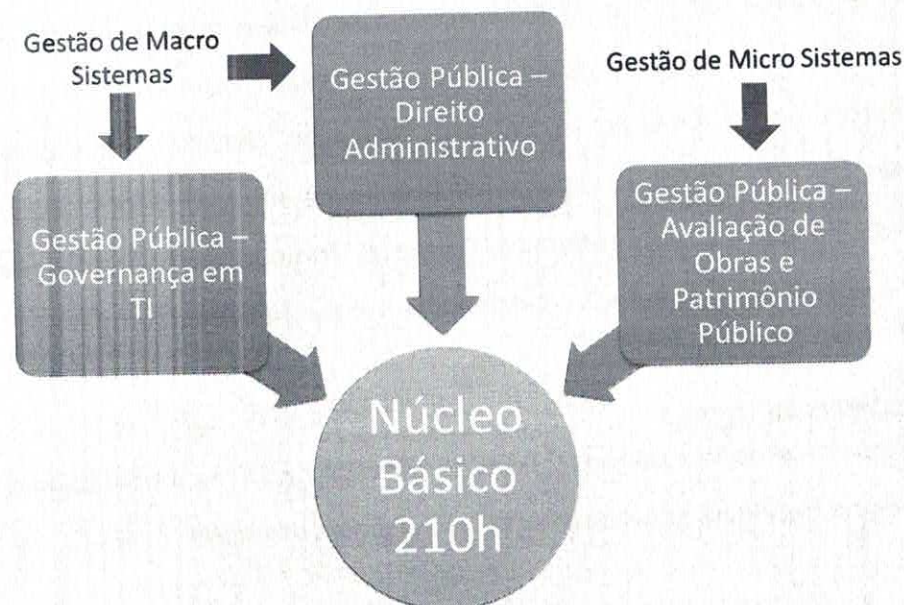 Gestão de Macro
Sistemas
Gestão Pública –
Direito
Administrativo
Gestão de Micro Sistemas
Gestão Pública –
Governança em
TI
Gestão Pública –
Avaliação de
Obras e
Patrimônio
Público
Núcleo
Básico
210h